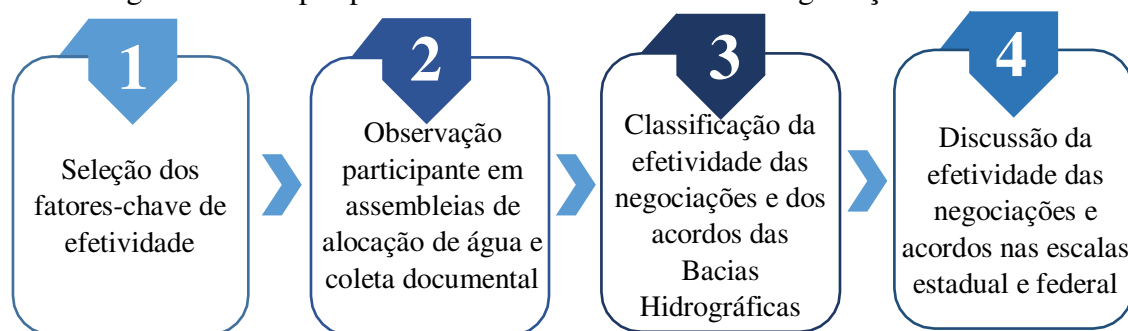 1
Seleção dos
fatores-chave de
efetividade
2
Observação
participante em
assembleias de
alocação de água e
coleta documental
3
Classificação da
efetividade das
negociações e dos
acordos das
Bacias
Hidrográficas
4
Discussão da
efetividade das
negociações e
acordos nas escalas
estadual e federal